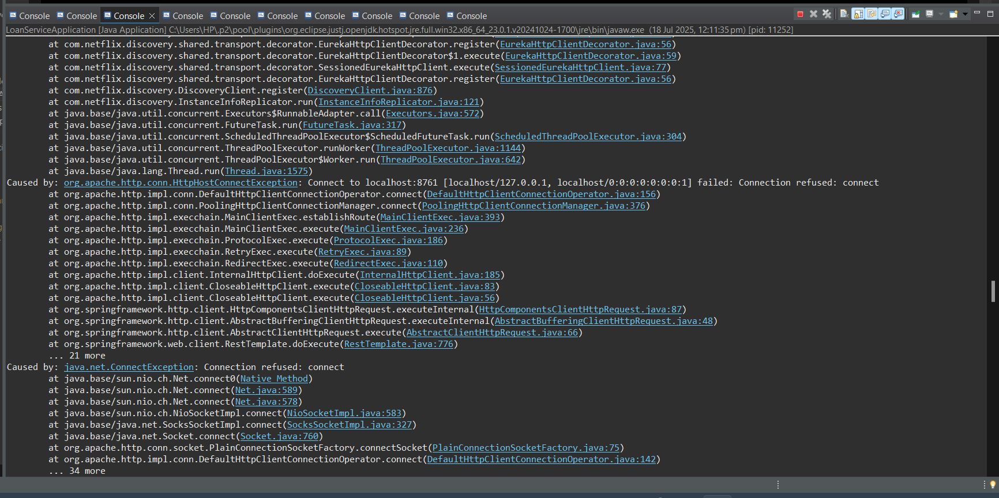 Console Console Console Console Console Console Console Console Console Console
LoanServiceApplication [Java Application] C:\Users\HP\.p2\pool\plugins\org.eclipse.justj.openjdk.hotspot.jre.full.win32.x86_64_23.0.1.v20241024-1700\jre\bin\javaw.exe (18 Jul 2025, 12:11:35 pm) [pid: 11252]
at com.netflix.discovery.shared.transport.decorator.EurekaHttpClientDecorator.register(EurekaHttpClientDecorator.java:56)
at com.netflix.discovery.shared.transport.decorator.EurekaHttpClientDecorator$1.execute(EurekaHttpClientDecorator.java:59)
at com.netflix.discovery.shared.transport.decorator.SessionedEurekaHttpClient.execute(SessionedEurekaHttpClient.java:77)
at com.netflix.discovery.shared.transport.decorator.EurekaHttpClientDecorator.register(EurekaHttpClientDecorator.java:56)
at com.netflix.discovery.DiscoveryClient.register(DiscoveryClient.java:876)
at com.netflix.discovery.InstanceInfoReplicator.run(InstanceInfoReplicator.java:121)
at java.base/java.util.concurrent.Executors$RunnableAdapter.call(Executors.java:572)
at java.base/java.util.concurrent.FutureTask.run(FutureTask.java:317)
at java.base/java.util.concurrent.ScheduledThreadPoolExecutor$ScheduledFutureTask.run(ScheduledThreadPoolExecutor.java:304)
at java.base/java.util.concurrent.ThreadPoolExecutor.runWorker(ThreadPoolExecutor.java:1144)
at java.base/java.util.concurrent.ThreadPoolExecutor$Worker.run(ThreadPoolExecutor.java:642)
at java.base/java.lang.Thread.run(Thread.java:1575)
Caused by: org.apache.http.conn.HttpHostConnectException: Connect to localhost:8761 [localhost/127.0.0.1, localhost/0:0:0:0:0:0:0:1] failed: Connection refused: connect
at org.apache.http.impl.conn.DefaultHttpClientConnectionOperator.connect(DefaultHttpClientConnectionOperator.java:156)
at org.apache.http.impl.conn.PoolingHttpClientConnectionManager.connect(PoolingHttpClientConnectionManager.java:376)
at org.apache.http.impl.execchain.MainClientExec.establishRoute(MainClientExec.java:393)
at org.apache.http.impl.execchain.MainClientExec.execute(MainClientExec.java:236)
at org.apache.http.impl.execchain.ProtocolExec.execute(ProtocolExec.java:186)
at org.apache.http.impl.execchain.RetryExec.execute(RetryExec.java:89)
at org.apache.http.impl.execchain.RedirectExec.execute(RedirectExec.java:110)
at org.apache.http.impl.client.InternalHttpClient.doExecute(InternalHttpClient.java:185)
at org.apache.http.impl.client.CloseableHttpClient.execute(CloseableHttpClient.java:83)
at org.apache.http.impl.client.CloseableHttpClient.execute(CloseableHttpClient.java:56)
at org.springframework.http.client.HttpComponentsClientHttpRequest.executeInternal(HttpComponentsClientHttpRequest.java:87)
at org.springframework.http.client.AbstractBufferingClientHttpRequest.executeInternal(AbstractBufferingClientHttpRequest.java:48)
at org.springframework.http.client.AbstractClientHttpRequest.execute(AbstractClientHttpRequest.java:66)
at org.springframework.web.client.RestTemplate.doExecute(RestTemplate.java:776)
... 21 more
Caused by: java.net.ConnectException: Connection refused: connect
at java.base/sun.nio.ch.Net.connect0(Native Method)
at java.base/sun.nio.ch.Net.connect(Net.java:589)
at java.base/sun.nio.ch.Net.connect(Net.java:578)
at java.base/sun.nio.ch.NioSocketImpl.connect(NioSocketImpl.java:583)
at java.base/java.net.SocksSocketImpl.connect(SocksSocketImpl.java:327)
at java.base/java.net.Socket.connect(Socket.java:760)
at org.apache.http.conn.socket.PlainConnectionSocketFactory.connectSocket(PlainConnectionSocketFactory.java:75)
at org.apache.http.impl.conn.DefaultHttpClientConnectionOperator.connect(DefaultHttpClientConnectionOperator.java:142)
... 34 more